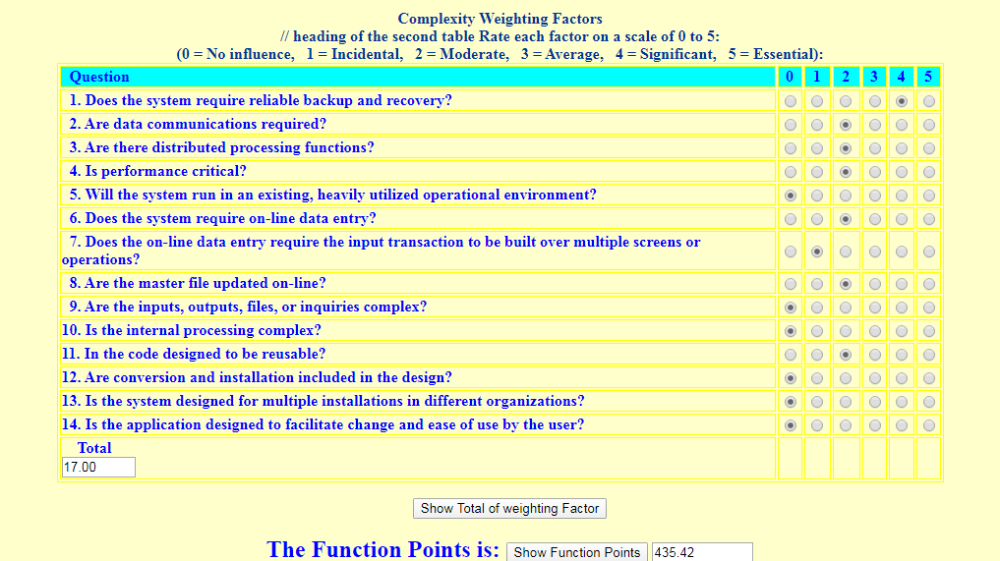 Complexity Weighting Factors
// heading of the second table Rate each factor on a scale of 0 to 5:
(0 = No influence, 1 = Incidental, 2 = Moderate, 3 = Average, 4 = Significant, 5 = Essential):
Question 0 1 2 3 4 5
1. Does the system require reliable backup and recovery?
2. Are data communications required?
3. Are there distributed processing functions?
4. Is performance critical?
5. Will the system run in an existing, heavily utilized operational environment?
6. Does the system require on-line data entry?
7. Does the on-line data entry require the input transaction to be built over multiple screens or
operations?
8. Are the master file updated on-line?
9. Are the inputs, outputs, files, or inquiries complex?
10. Is the internal processing complex?
11. In the code designed to be reusable?
12. Are conversion and installation included in the design?
13. Is the system designed for multiple installations in different organizations?
14. Is the application designed to facilitate change and ease of use by the user?
Total
17.00
Show Total of weighting Factor
The Function Points is: Show Function Points 435.42